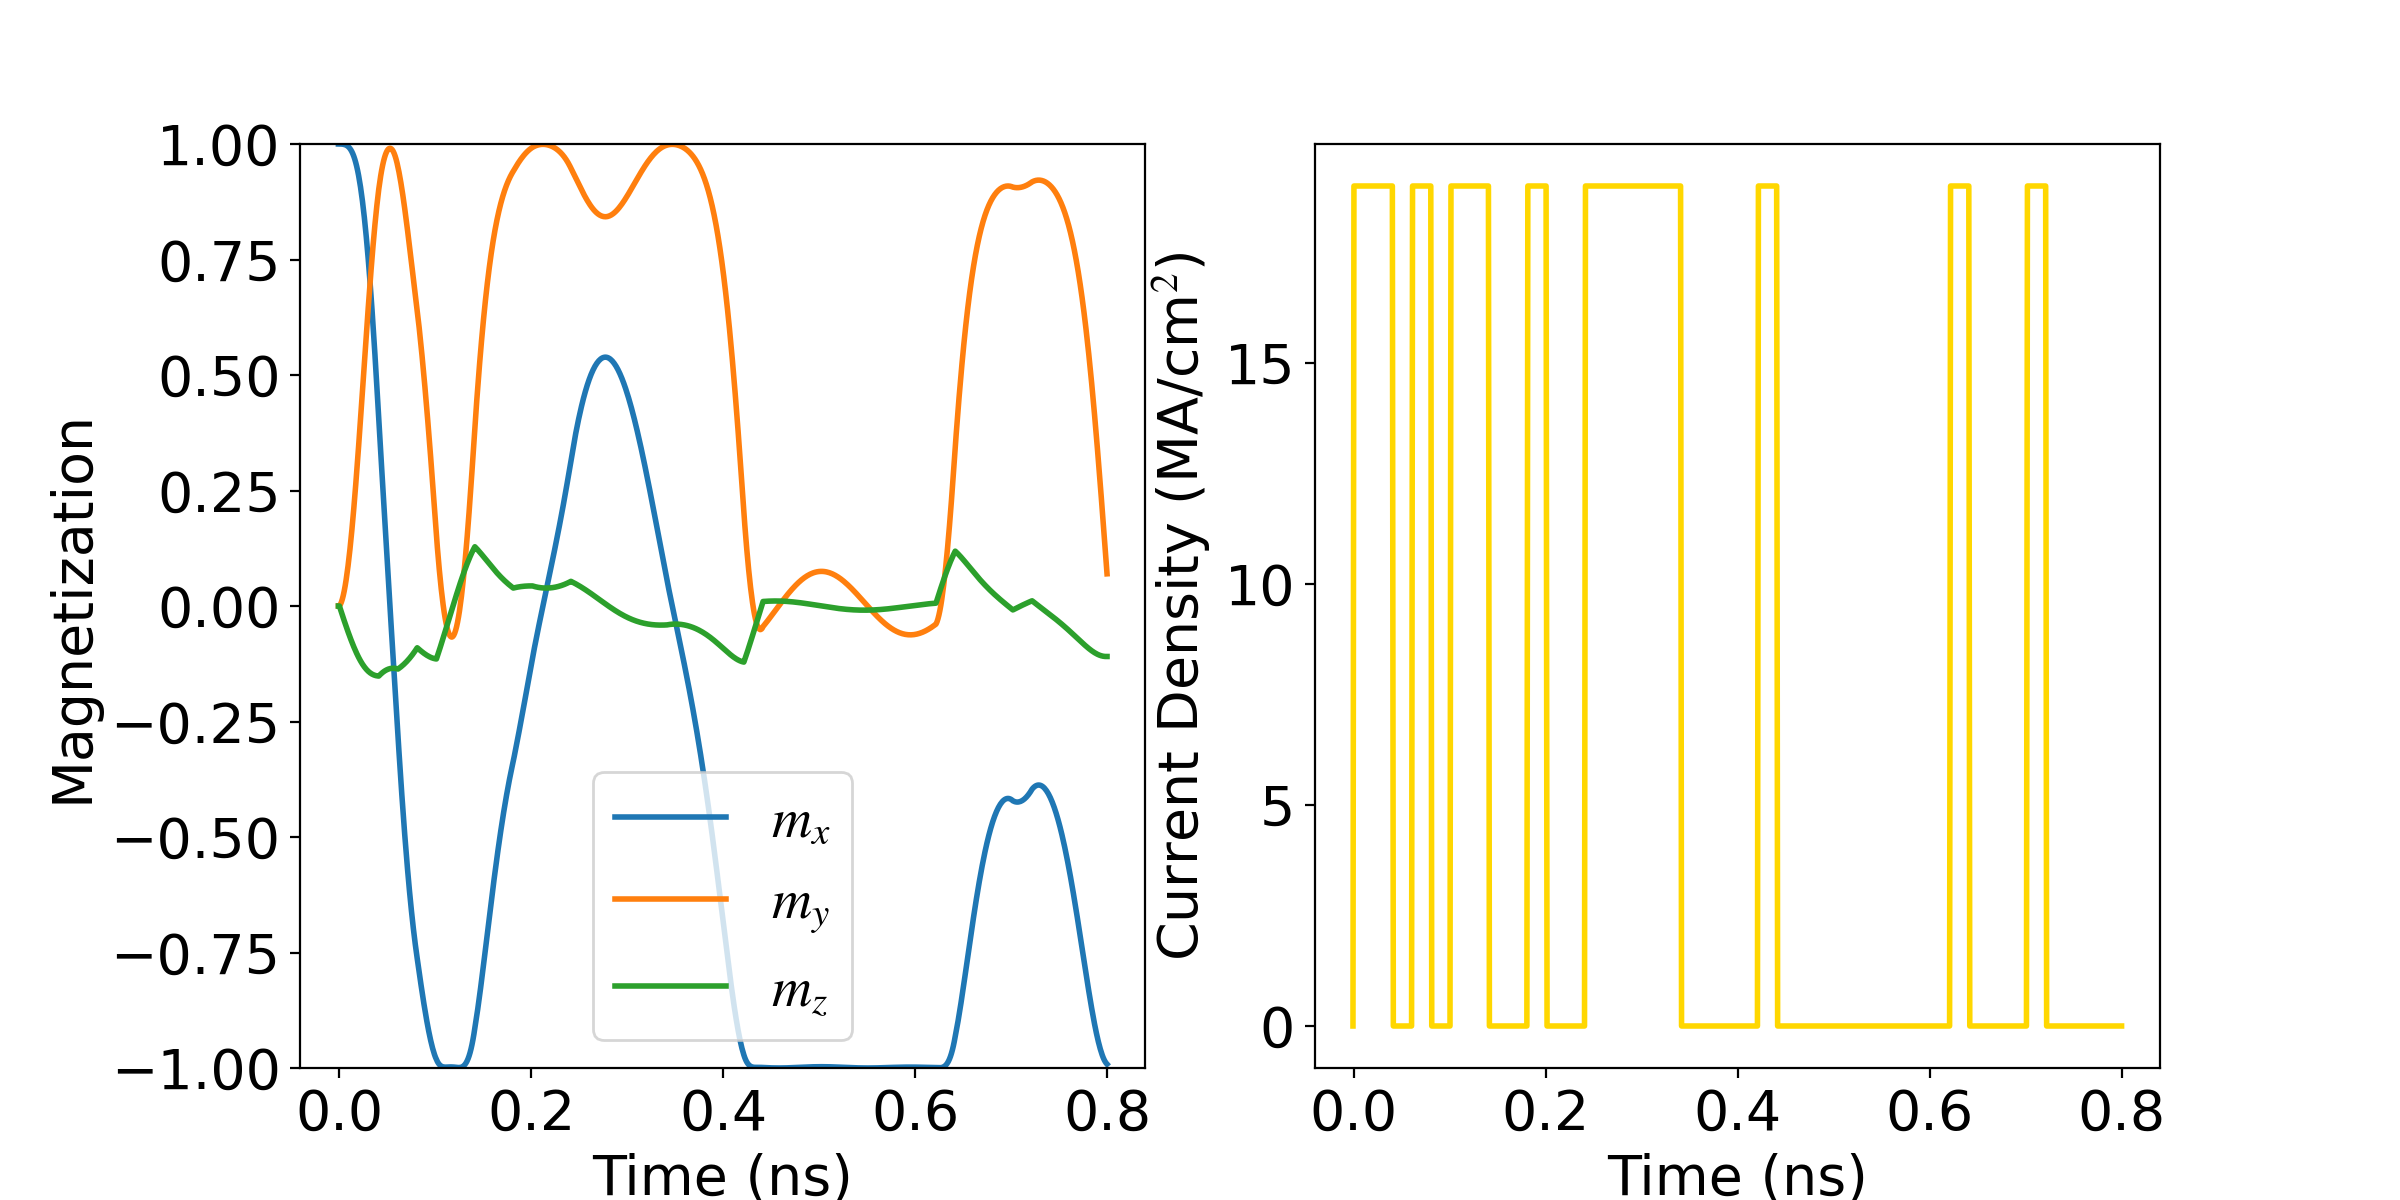 Magnetization
1.00
0.75
0.50
0.25
0.00
−0.25
−0.50
−0.75
−1.00
0.0 0.2 0.4 0.6 0.8
Time (ns)
m_x
m_y
m_z
Current Density (MA/cm²)
15
10
5
0
0.0 0.2 0.4 0.6 0.8
Time (ns)